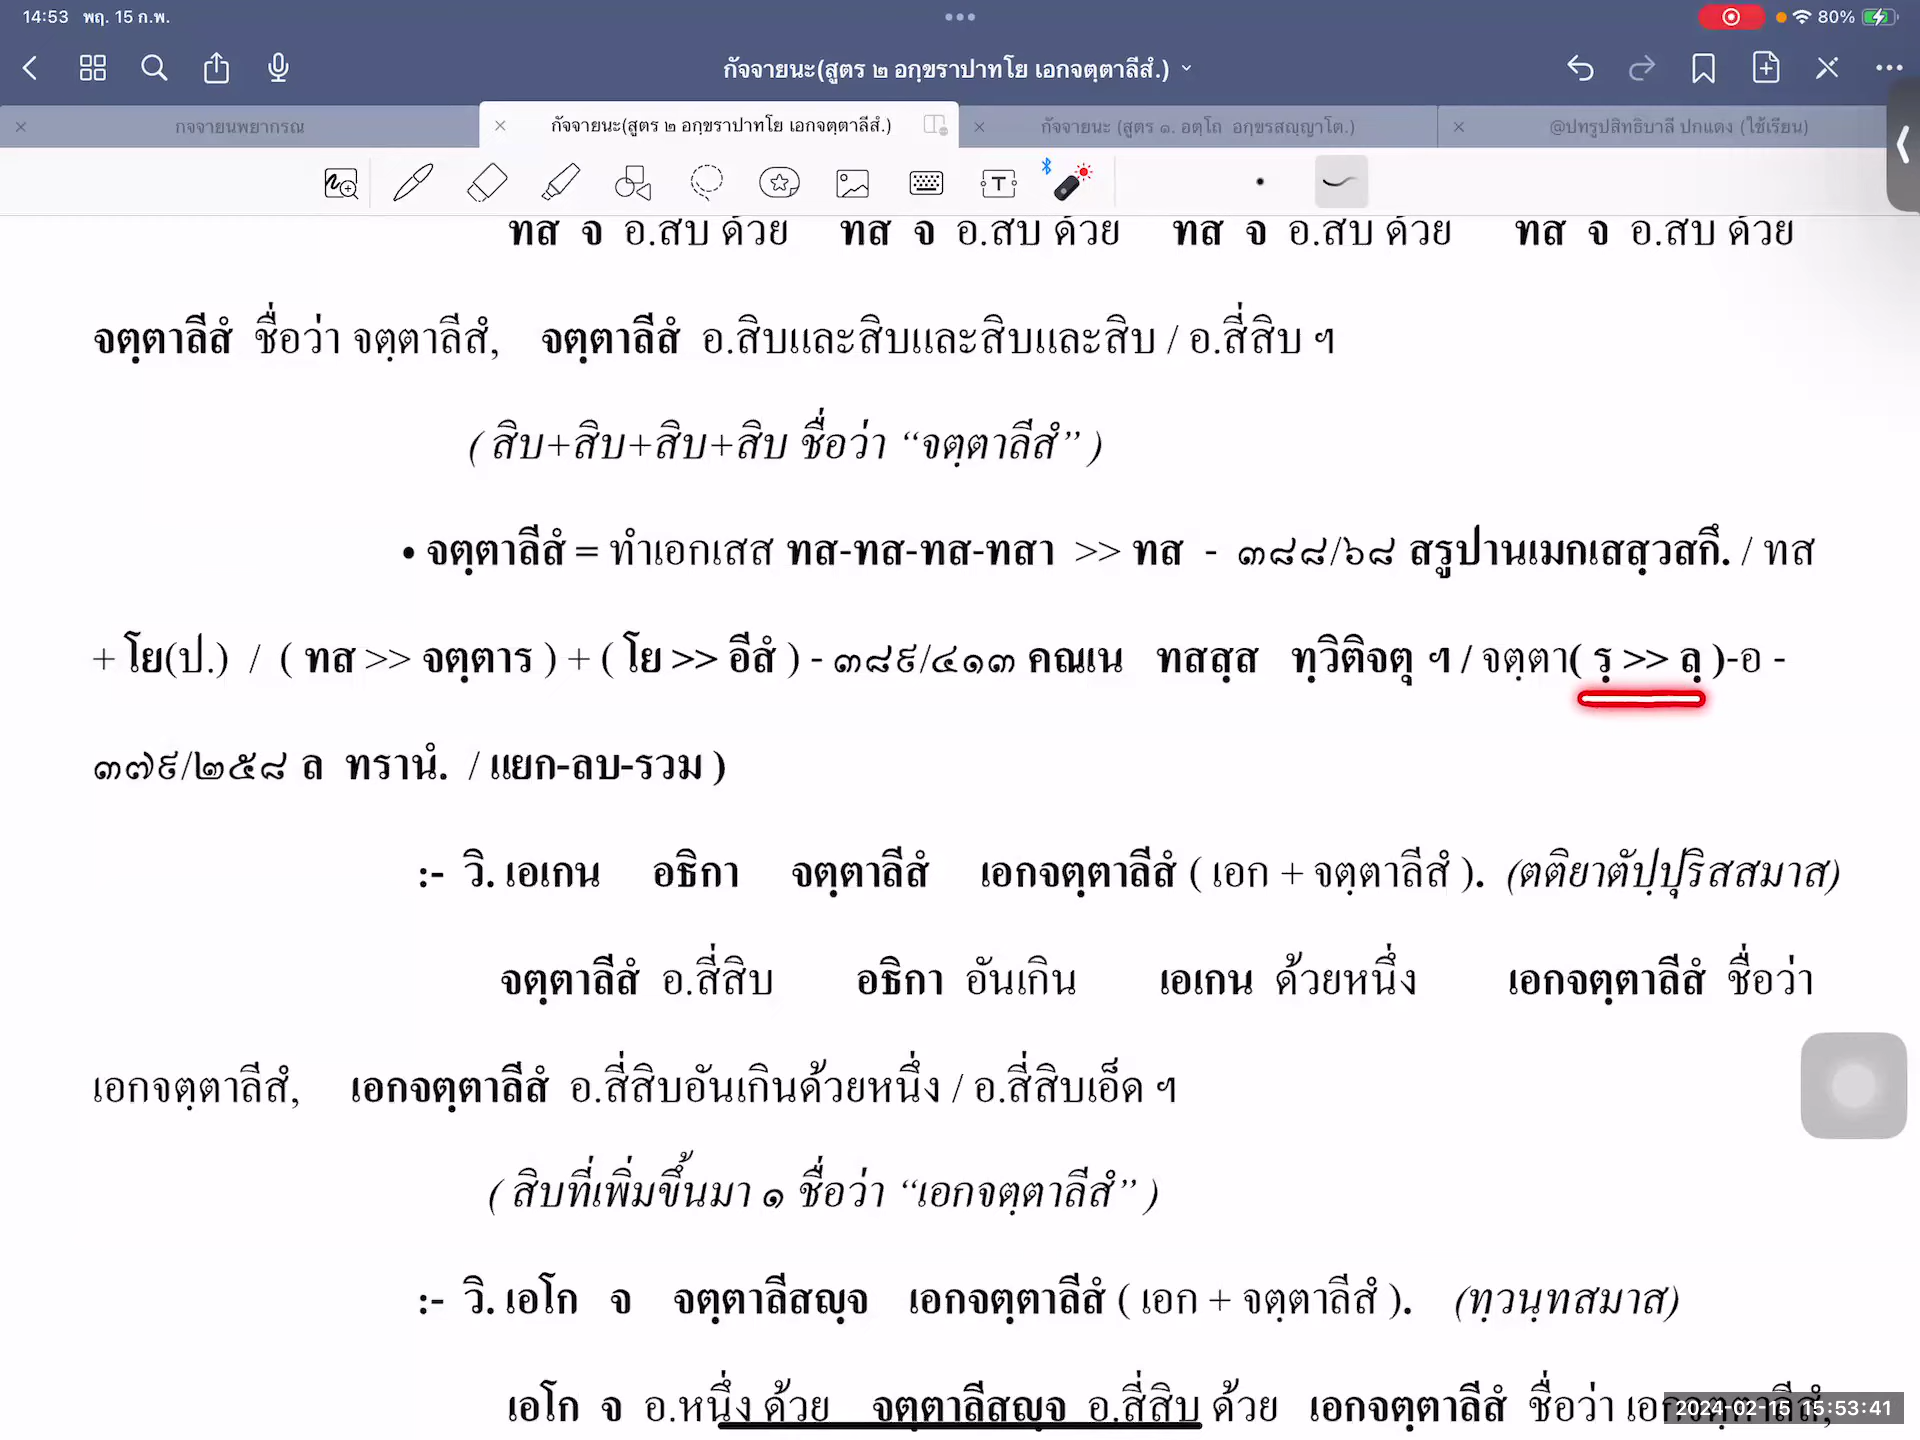 14:53 พฤ. 15 ก.พ.
80%
กัจจายนะ(สูตร ๒ อกฺขราปาทโย เอกจตฺตาลีสํ.)
กจจายนพยากรณ
กัจจายนะ(สูตร ๒ อกฺขราปาทโย เอกจตฺตาลีสํ.)
กัจจายนะ (สูตร ๑. อตฺโถ อกฺขรสญฺญาโต.)
@ปทรูปสิทธิบาลี ปกแดง (ใช้เรียน)
ทส จ อ.สิบ ด้วย ทส จ อ.สิบ ด้วย ทส จ อ.สิบ ด้วย ทส จ อ.สิบ ด้วย
จตฺตาลีสํ ชื่อว่า จตฺตาลีสํ, จตฺตาลีสํ อ.สิบและสิบและสิบและสิบ / อ.สี่สิบ ฯ
( สิบ+สิบ+สิบ+สิบ ชื่อว่า “จตฺตาลีสํ” )
• จตฺตาลีสํ = ทำเอกเสส ทส-ทส-ทส-ทสา >> ทส - ๓๘๘/๖๘ สรูปานเมกเสสฺวสกึ. / ทส
+ โย(ป.) / ( ทส >> จตฺตาร ) + ( โย >> อีสํ ) - ๓๘๙/๔๑๓ คณเน ทสสฺส ทฺวิติจตุ ฯ / จตฺตา( รฺ >> ลฺ )-อ -
๓๗๙/๒๕๘ ล ทรานํ. / แยก-ลบ-รวม )
:- วิ. เอเกน อธิกา จตฺตาลีสํ เอกจตฺตาลีสํ ( เอก + จตฺตาลีสํ ). (ตติยาตัปฺปุริสสมาส)
จตฺตาลีสํ อ.สี่สิบ อธิกา อันเกิน เอเกน ด้วยหนึ่ง เอกจตฺตาลีสํ ชื่อว่า
เอกจตฺตาลีสํ, เอกจตฺตาลีสํ อ.สี่สิบอันเกินด้วยหนึ่ง / อ.สี่สิบเอ็ด ฯ
( สิบที่เพิ่มขึ้นมา ๑ ชื่อว่า “เอกจตฺตาลีสํ” )
:- วิ. เอโก จ จตฺตาลีสญฺจ เอกจตฺตาลีสํ ( เอก + จตฺตาลีสํ ). (ทฺวนฺทสมาส)
เอโก จ อ.หนึ่ง ด้วย จตฺตาลีสญฺจ อ.สี่สิบ ด้วย เอกจตฺตาลีสํ ชื่อว่า เอกจตฺตาลีสํ,
2024-02-15 15:53:41